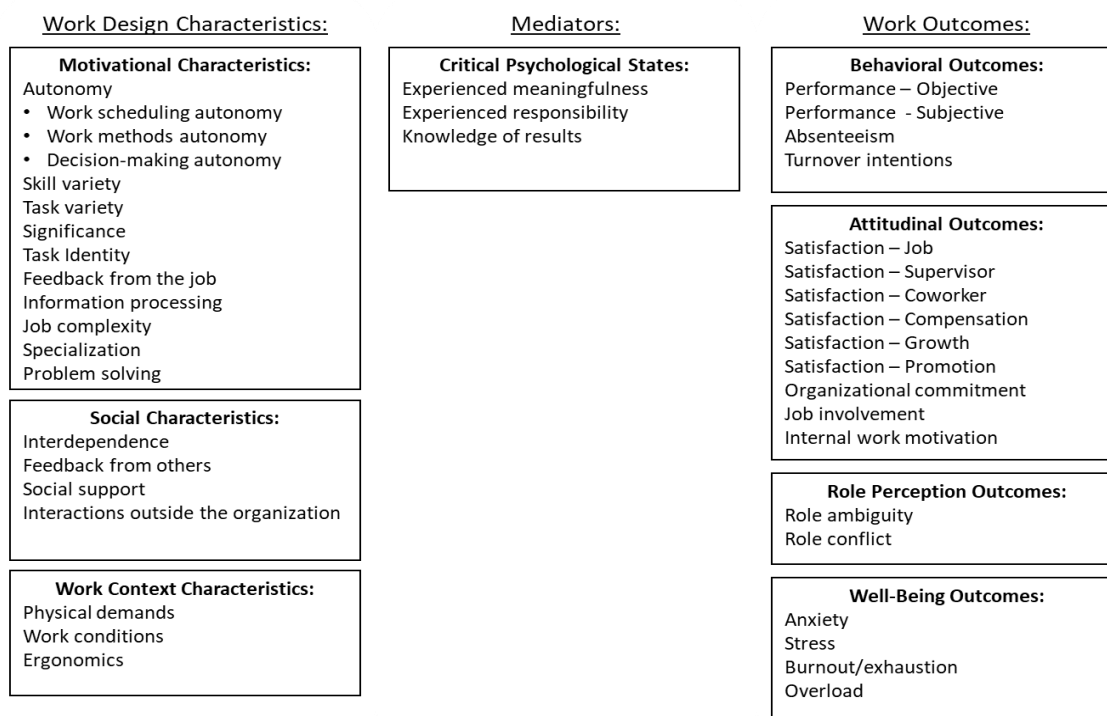 Work Design Characteristics:
Motivational Characteristics:
Autonomy
• Work scheduling autonomy
• Work methods autonomy
• Decision-making autonomy
Skill variety
Task variety
Significance
Task Identity
Feedback from the job
Information processing
Job complexity
Specialization
Problem solving
Social Characteristics:
Interdependence
Feedback from others
Social support
Interactions outside the organization
Work Context Characteristics:
Physical demands
Work conditions
Ergonomics
Mediators:
Critical Psychological States:
Experienced meaningfulness
Experienced responsibility
Knowledge of results
Work Outcomes:
Behavioral Outcomes:
Performance – Objective
Performance - Subjective
Absenteeism
Turnover intentions
Attitudinal Outcomes:
Satisfaction – Job
Satisfaction – Supervisor
Satisfaction – Coworker
Satisfaction – Compensation
Satisfaction – Growth
Satisfaction – Promotion
Organizational commitment
Job involvement
Internal work motivation
Role Perception Outcomes:
Role ambiguity
Role conflict
Well-Being Outcomes:
Anxiety
Stress
Burnout/exhaustion
Overload